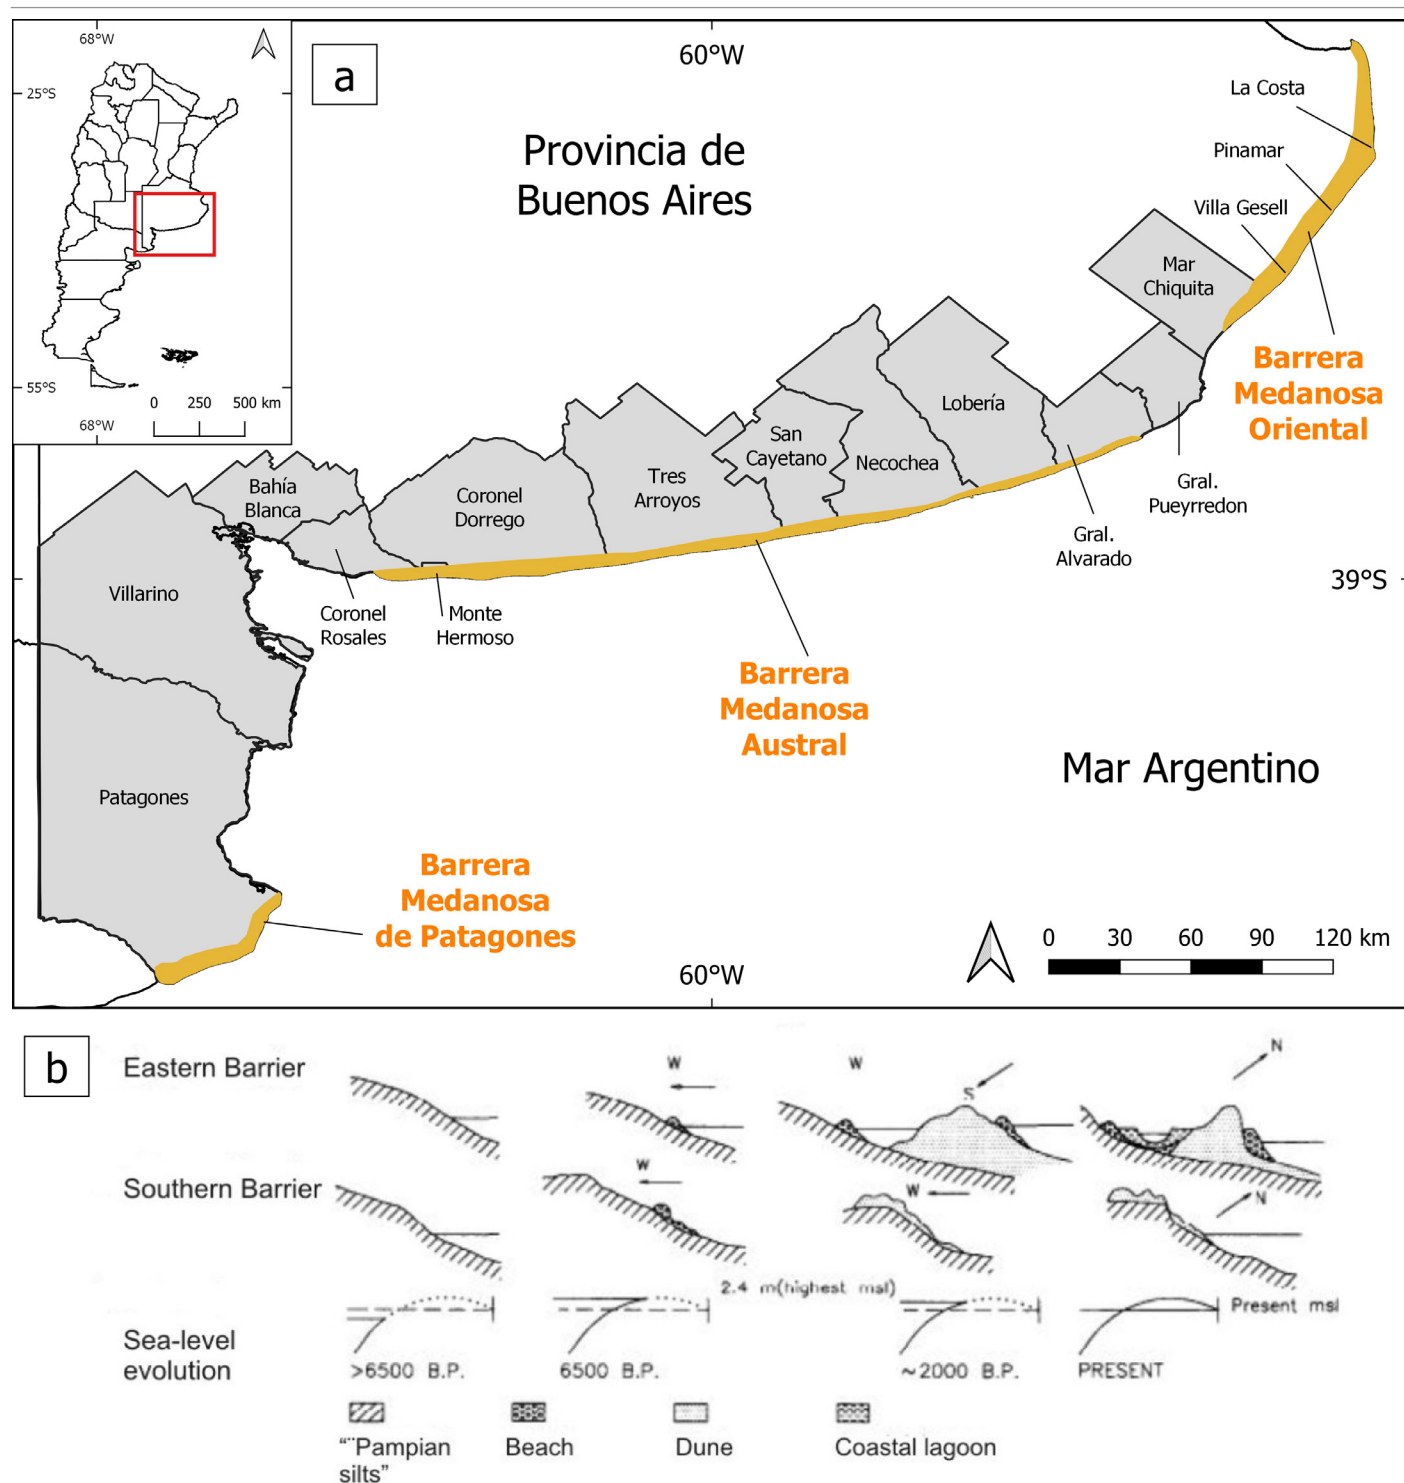 68°W
25°S
55°S
0 250 500 km
68°W
a
60°W
Provincia de
Buenos Aires
La Costa
Pinamar
Villa Gesell
Mar
Chiquita
Barrera
Medanosa
Oriental
Lobería
San
Cayetano
Necochea
Tres
Arroyos
Coronel
Dorrego
Bahía
Blanca
Gral.
Pueyrredon
Gral.
Alvarado
39°S
Villarino
Coronel
Rosales
Monte
Hermoso
Barrera
Medanosa
Austral
Mar Argentino
Patagones
Barrera
Medanosa
de Patagones
60°W
0 30 60 90 120 km
b
Eastern Barrier
W
W
S
N
Southern Barrier
W
W
N
2.4 m(highest msl)
Present msl
Sea-level
evolution
>6500 B.P.
6500 B.P.
~2000 B.P.
PRESENT
"¨Pampian
silts"
Beach
Dune
Coastal lagoon